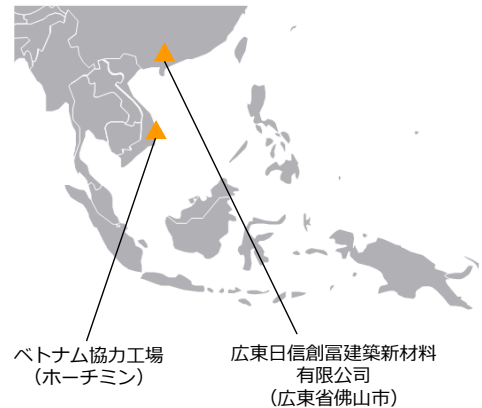 ベトナム協力工場
（ホーチミン）
広東日信創冨建築新材料
有限公司
（広東省佛山市）